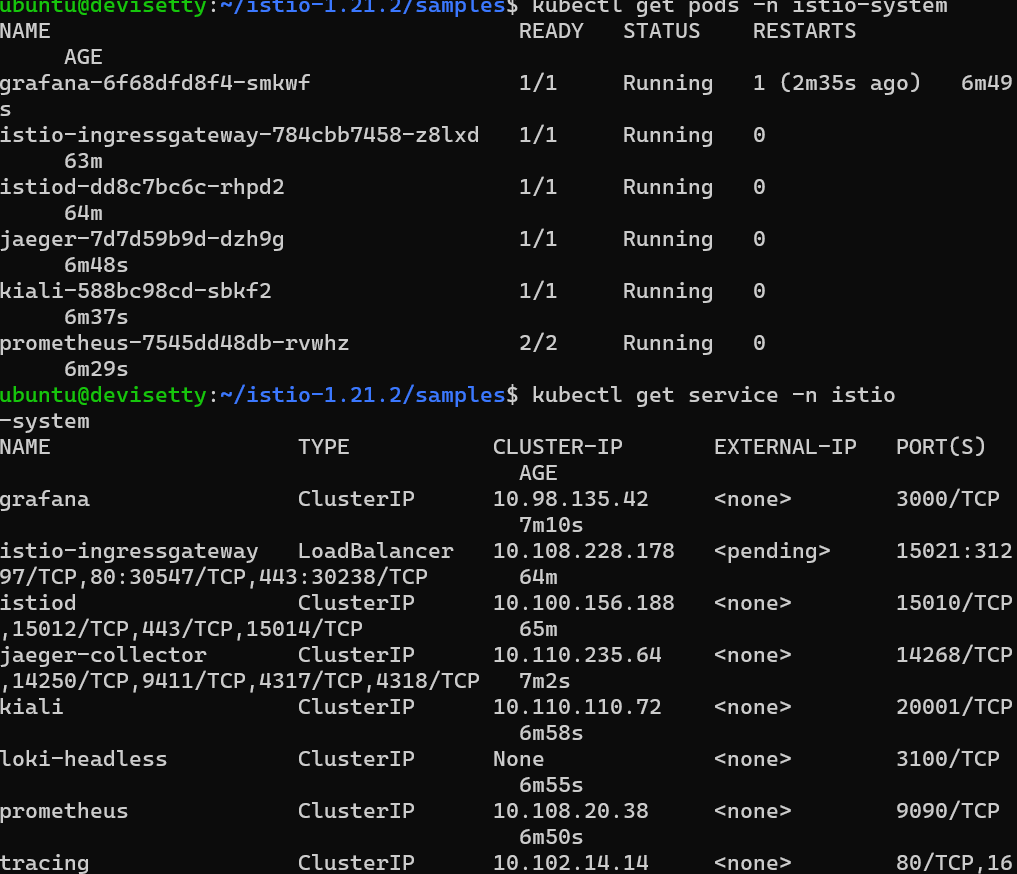 ubuntu@devisetty:~/istio-1.21.2/samples$ kubectl get pods -n istio-system
NAME                                    READY   STATUS    RESTARTS
     AGE
grafana-6f68dfd8f4-smkwf                1/1     Running   1 (2m35s ago)   6m49
s
istio-ingressgateway-784cbb7458-z8lxd   1/1     Running   0
     63m
istiod-dd8c7bc6c-rhpd2                  1/1     Running   0
     64m
jaeger-7d7d59b9d-dzh9g                  1/1     Running   0
     6m48s
kiali-588bc98cd-sbkf2                   1/1     Running   0
     6m37s
prometheus-7545dd48db-rvwhz             2/2     Running   0
     6m29s
ubuntu@devisetty:~/istio-1.21.2/samples$ kubectl get service -n istio
-system
NAME                   TYPE           CLUSTER-IP       EXTERNAL-IP   PORT(S)
                                        AGE
grafana                ClusterIP      10.98.135.42     <none>        3000/TCP
                                        7m10s
istio-ingressgateway   LoadBalancer   10.108.228.178   <pending>     15021:312
97/TCP,80:30547/TCP,443:30238/TCP       64m
istiod                 ClusterIP      10.100.156.188   <none>        15010/TCP
,15012/TCP,443/TCP,15014/TCP            65m
jaeger-collector       ClusterIP      10.110.235.64    <none>        14268/TCP
,14250/TCP,9411/TCP,4317/TCP,4318/TCP   7m2s
kiali                  ClusterIP      10.110.110.72    <none>        20001/TCP
                                        6m58s
loki-headless          ClusterIP      None             <none>        3100/TCP
                                        6m55s
prometheus             ClusterIP      10.108.20.38     <none>        9090/TCP
                                        6m50s
tracing                ClusterIP      10.102.14.14     <none>        80/TCP,16